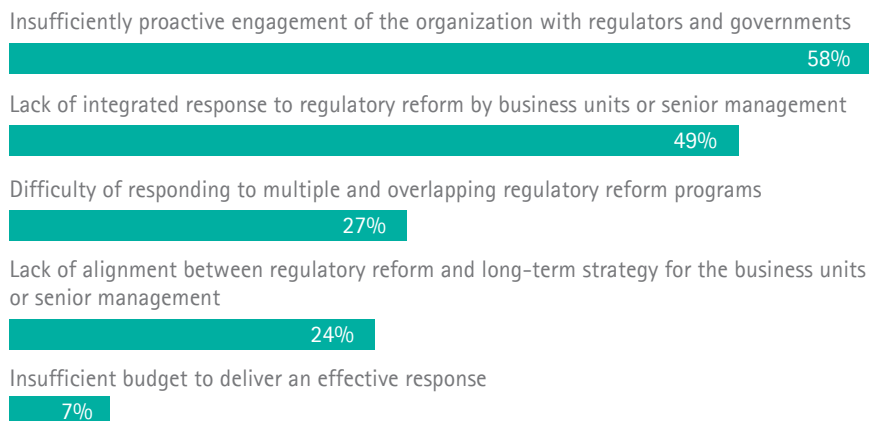 Insufficiently proactive engagement of the organization with regulators and governments
58%
Lack of integrated response to regulatory reform by business units or senior management
49%
Difficulty of responding to multiple and overlapping regulatory reform programs
27%
Lack of alignment between regulatory reform and long-term strategy for the business units
or senior management
24%
Insufficient budget to deliver an effective response
7%